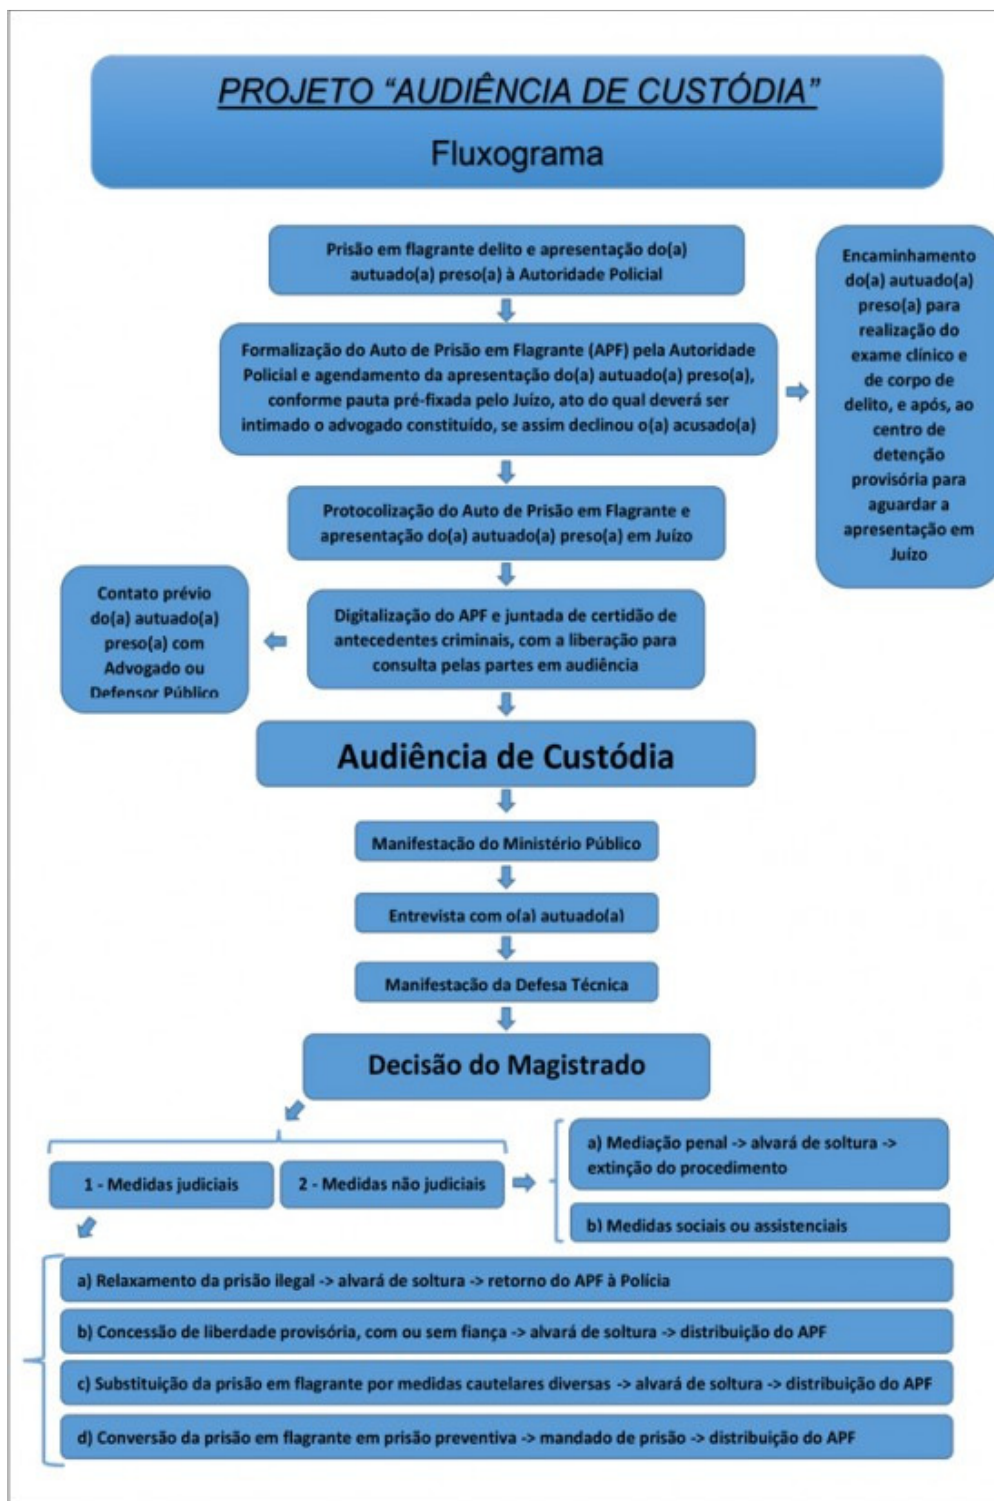 PROJETO “AUDIÊNCIA DE CUSTÓDIA”
Fluxograma
Prisão em flagrante delito e apresentação do(a)
autuado(a) preso(a) à Autoridade Policial
Formalização do Auto de Prisão em Flagrante (APF) pela Autoridade
Policial e agendamento da apresentação do(a) autuado(a) preso(a),
conforme pauta pré-fixada pelo Juízo, ato do qual deverá ser
intimado o advogado constituído, se assim declinou o(a) acusado(a)
Encaminhamento
do(a) autuado(a)
preso(a) para
realização do
exame clínico e
de corpo de
delito, e após, ao
centro de
detenção
provisória para
aguardar a
apresentação em
Juízo
Protocolização do Auto de Prisão em Flagrante e
apresentação do(a) autuado(a) preso(a) em Juízo
Digitalização do APF e juntada de certidão de
antecedentes criminais, com a liberação para
consulta pelas partes em audiência
Contato prévio
do(a) autuado(a)
preso(a) com
Advogado ou
Defensor Público
Audiência de Custódia
Manifestação do Ministério Público
Entrevista com o(a) autuado(a)
Manifestação da Defesa Técnica
Decisão do Magistrado
1 - Medidas judiciais
2 - Medidas não judiciais
a) Mediação penal -> alvará de soltura ->
extinção do procedimento
b) Medidas sociais ou assistenciais
a) Relaxamento da prisão ilegal -> alvará de soltura -> retorno do APF à Polícia
b) Concessão de liberdade provisória, com ou sem fiança -> alvará de soltura -> distribuição do APF
c) Substituição da prisão em flagrante por medidas cautelares diversas -> alvará de soltura -> distribuição do APF
d) Conversão da prisão em flagrante em prisão preventiva -> mandado de prisão -> distribuição do APF